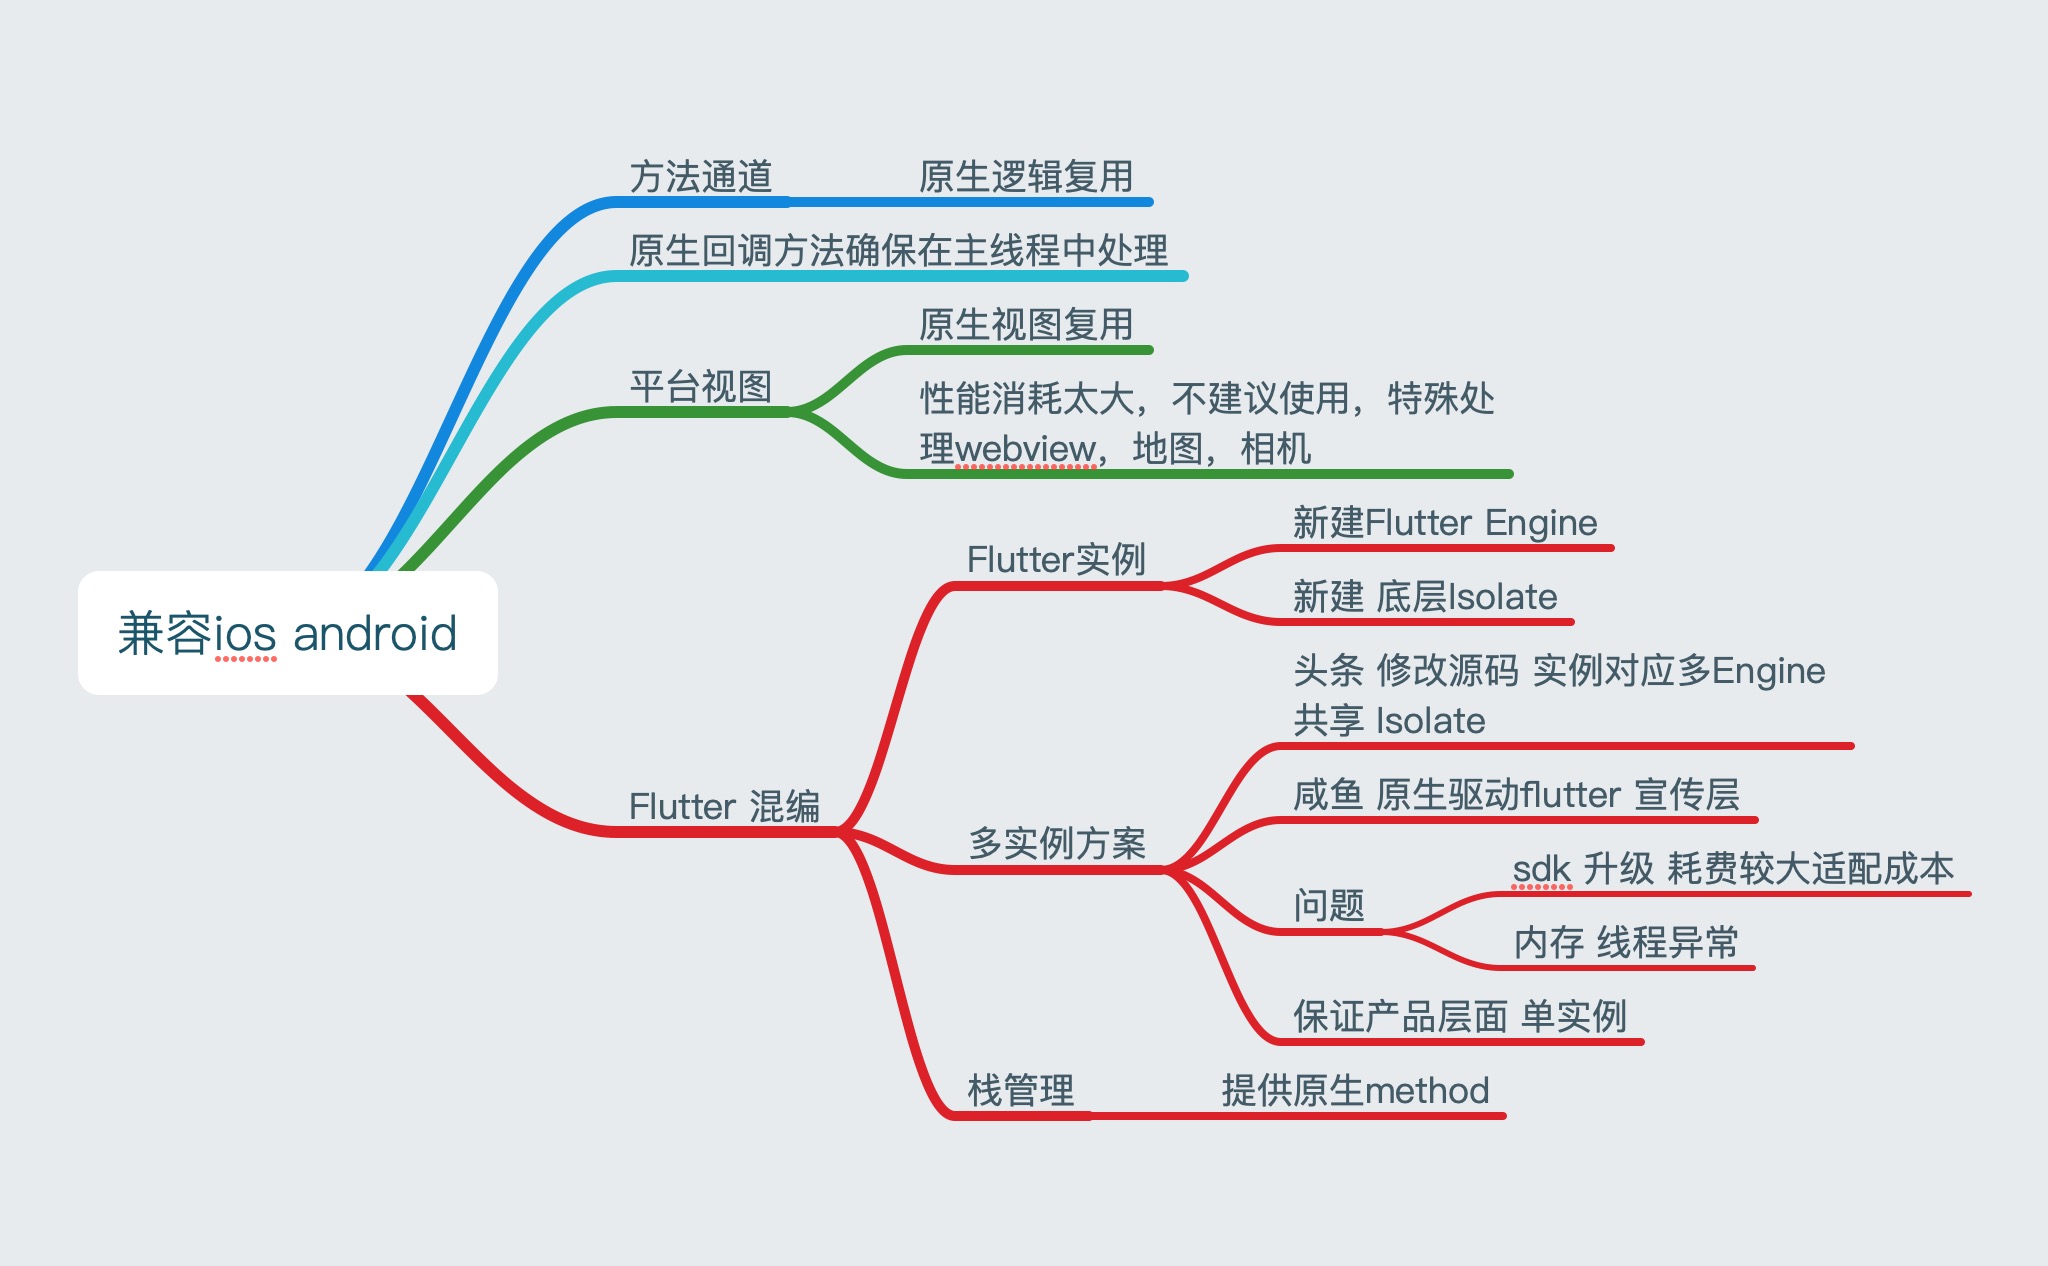 方法通道
原生逻辑复用
原生回调方法确保在主线程中处理
平台视图
原生视图复用
性能消耗太大，不建议使用，特殊处
理webview，地图，相机
兼容ios android
Flutter 混编
Flutter实例
新建Flutter Engine
新建 底层Isolate
多实例方案
头条 修改源码 实例对应多Engine
共享 Isolate
咸鱼 原生驱动flutter 宣传层
问题
sdk 升级 耗费较大适配成本
内存 线程异常
保证产品层面 单实例
栈管理
提供原生method